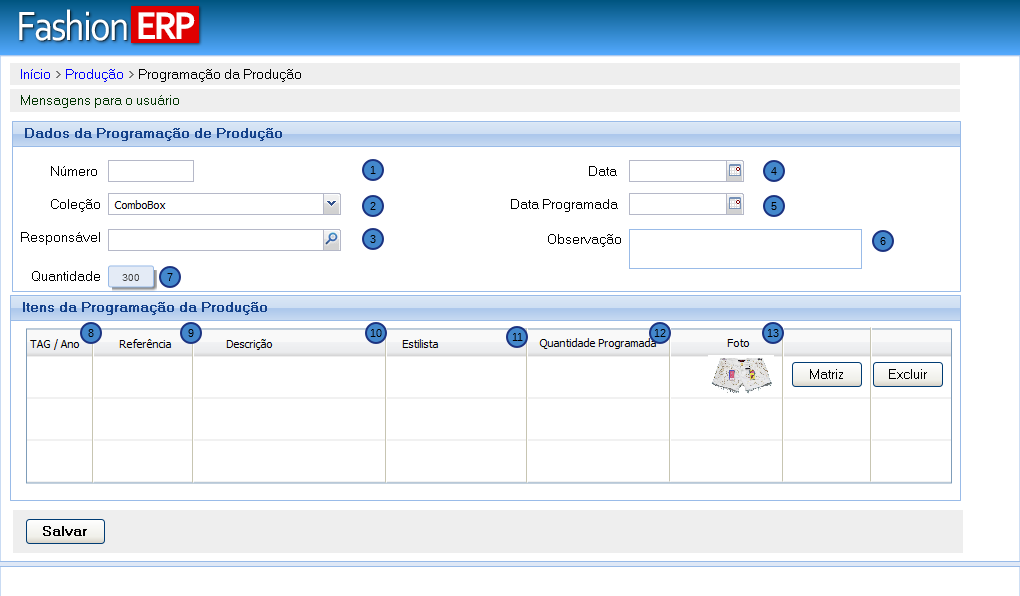 Fashion ERP
Início > Produção > Programação da Produção
Mensagens para o usuário
Dados da Programação de Produção
Número 1 Data 4
Coleção ComboBox 2 Data Programada 5
Responsável 3 Observação 6
Quantidade 300 7
Itens da Programação da Produção
TAG / Ano 8 Referência 9 Descrição 10 Estilista 11 Quantidade Programada 12 Foto 13
Matriz Excluir
Salvar